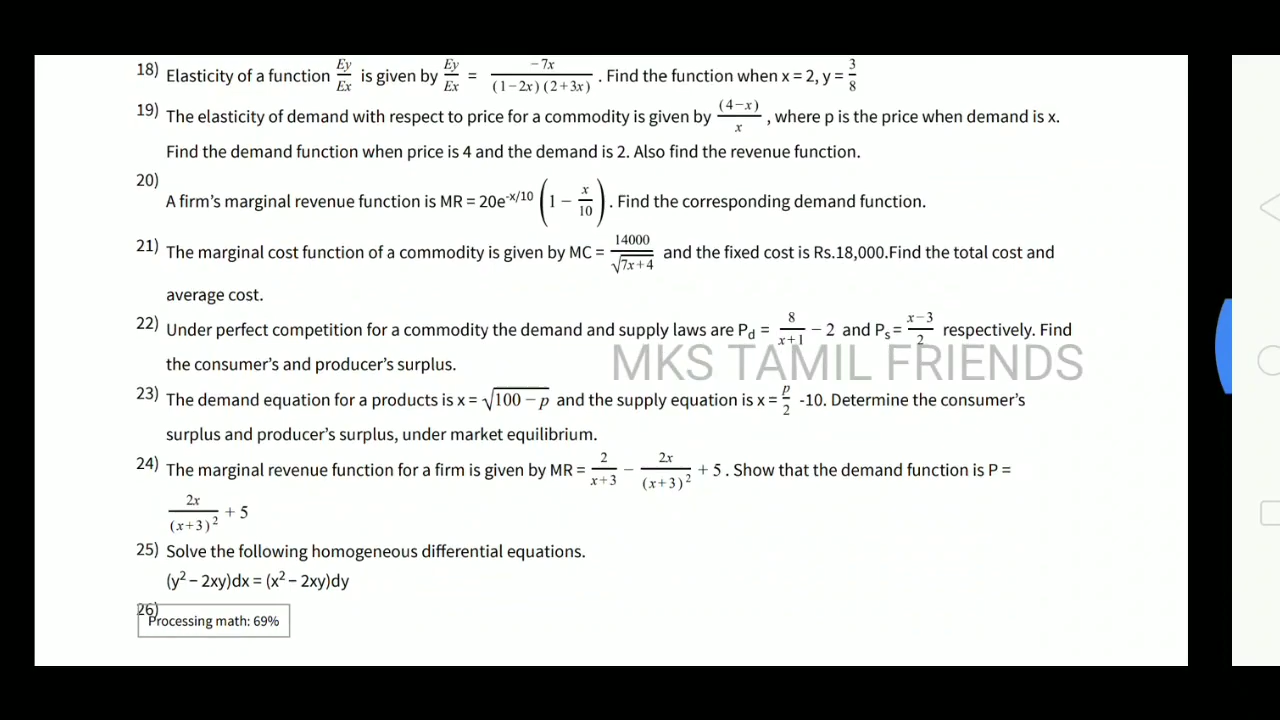 18) Elasticity of a function Ey/Ex is given by Ey/Ex = −7x/((1−2x)(2+3x)) . Find the function when x = 2, y = 3/8
19) The elasticity of demand with respect to price for a commodity is given by (4−x)/x , where p is the price when demand is x.
Find the demand function when price is 4 and the demand is 2. Also find the revenue function.
20)
A firm's marginal revenue function is MR = 20e^(-x/10) (1 − x/10) . Find the corresponding demand function.
21) The marginal cost function of a commodity is given by MC = 14000/√(7x+4) and the fixed cost is Rs.18,000.Find the total cost and
average cost.
22) Under perfect competition for a commodity the demand and supply laws are P_d = 8/(x+1) − 2 and P_s = (x−3)/2 respectively. Find
the consumer's and producer's surplus.
MKS TAMIL FRIENDS
23) The demand equation for a products is x = √(100 − p) and the supply equation is x = p/2 -10. Determine the consumer's
surplus and producer's surplus, under market equilibrium.
24) The marginal revenue function for a firm is given by MR = 2/(x+3) − 2x/(x+3)² + 5 . Show that the demand function is P =
2x/(x+3)² + 5
25) Solve the following homogeneous differential equations.
(y² − 2xy)dx = (x² − 2xy)dy
26)
Processing math: 69%